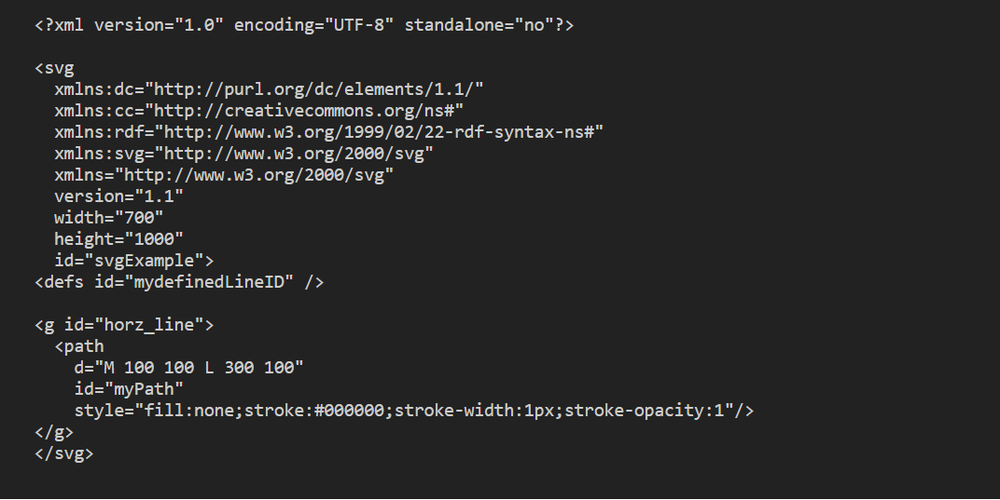 <?xml version="1.0" encoding="UTF-8" standalone="no"?>
<svg
xmlns:dc="http://purl.org/dc/elements/1.1/"
xmlns:cc="http://creativecommons.org/ns#"
xmlns:rdf="http://www.w3.org/1999/02/22-rdf-syntax-ns#"
xmlns:svg="http://www.w3.org/2000/svg"
xmlns="http://www.w3.org/2000/svg"
version="1.1"
width="700"
height="1000"
id="svgExample">
<defs id="mydefinedLineID" />
<g id="horz_line">
<path
d="M 100 100 L 300 100"
id="myPath"
style="fill:none;stroke:#000000;stroke-width:1px;stroke-opacity:1"/>
</g>
</svg>